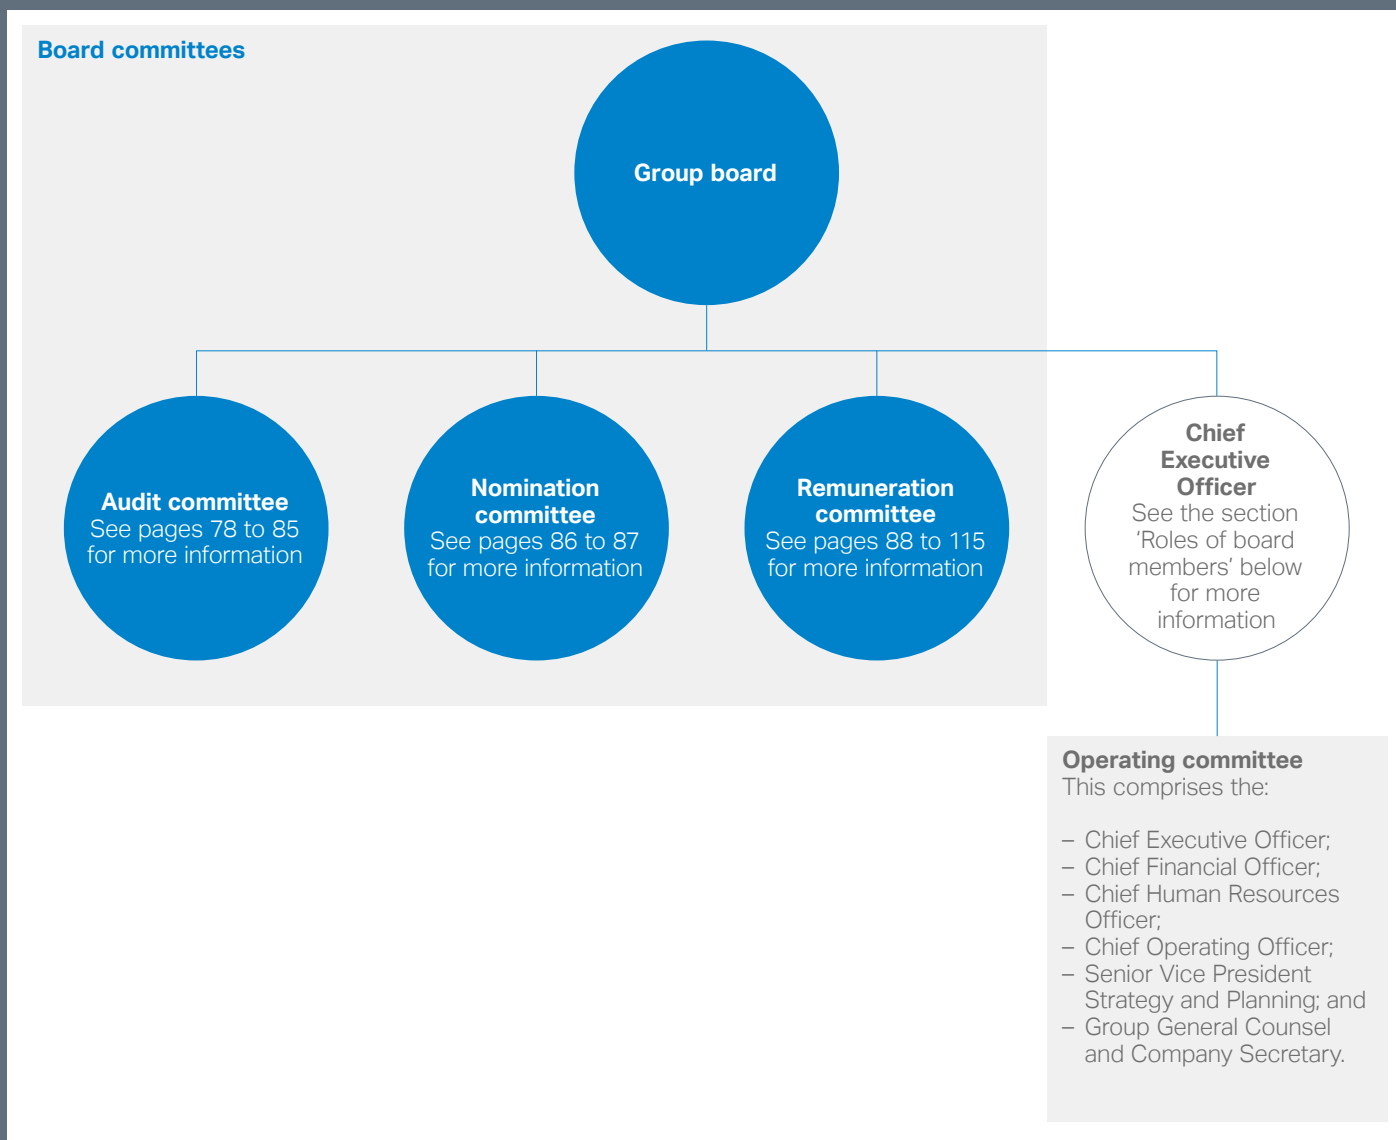 Board committees
Group board
Audit committee
See pages 78 to 85
for more information
Nomination
committee
See pages 86 to 87
for more information
Remuneration
committee
See pages 88 to 115
for more information
Chief
Executive
Officer
See the section
‘Roles of board
members’ below
for more
information
Operating committee
This comprises the:
– Chief Executive Officer;
– Chief Financial Officer;
– Chief Human Resources
Officer;
– Chief Operating Officer;
– Senior Vice President
Strategy and Planning; and
– Group General Counsel
and Company Secretary.